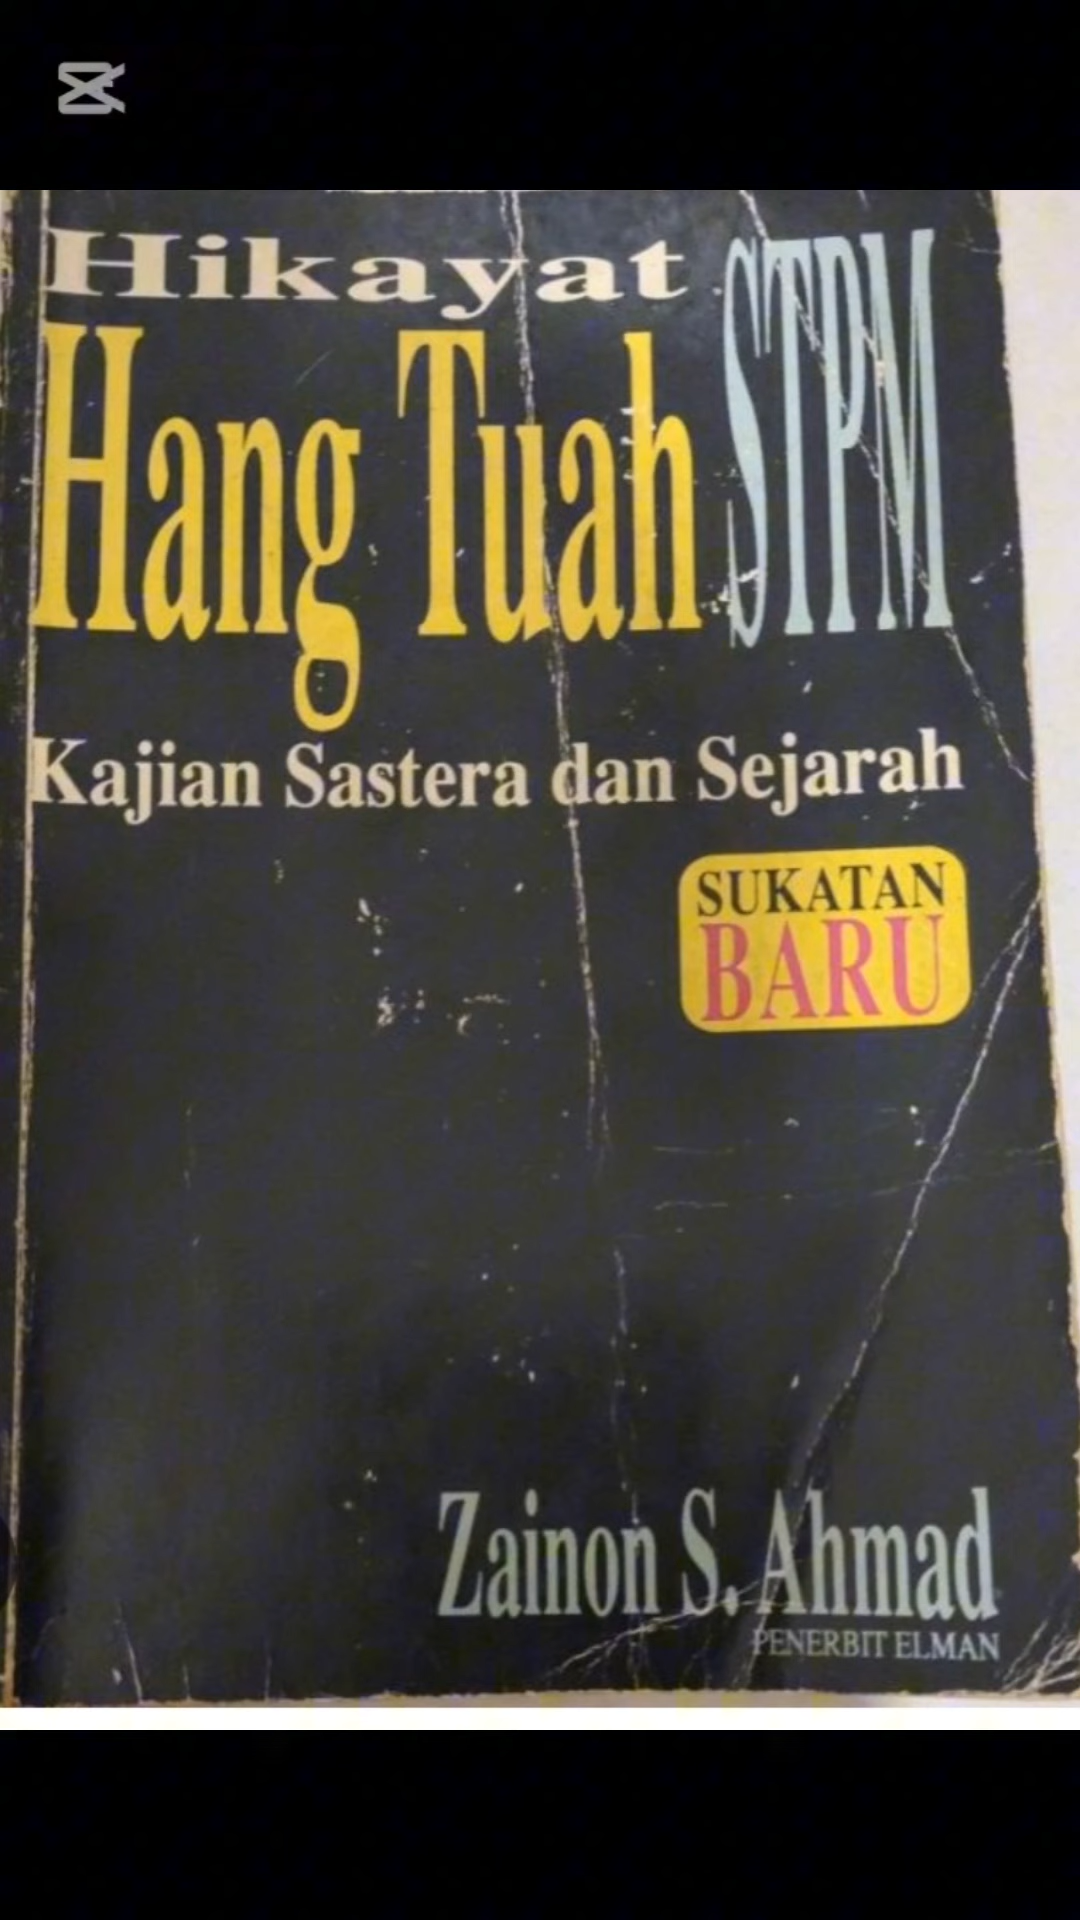 Hikayat
Hang Tuah STPM
Kajian Sastera dan Sejarah
SUKATAN
BARU
Zainon S. Ahmad
PENERBIT ELMAN